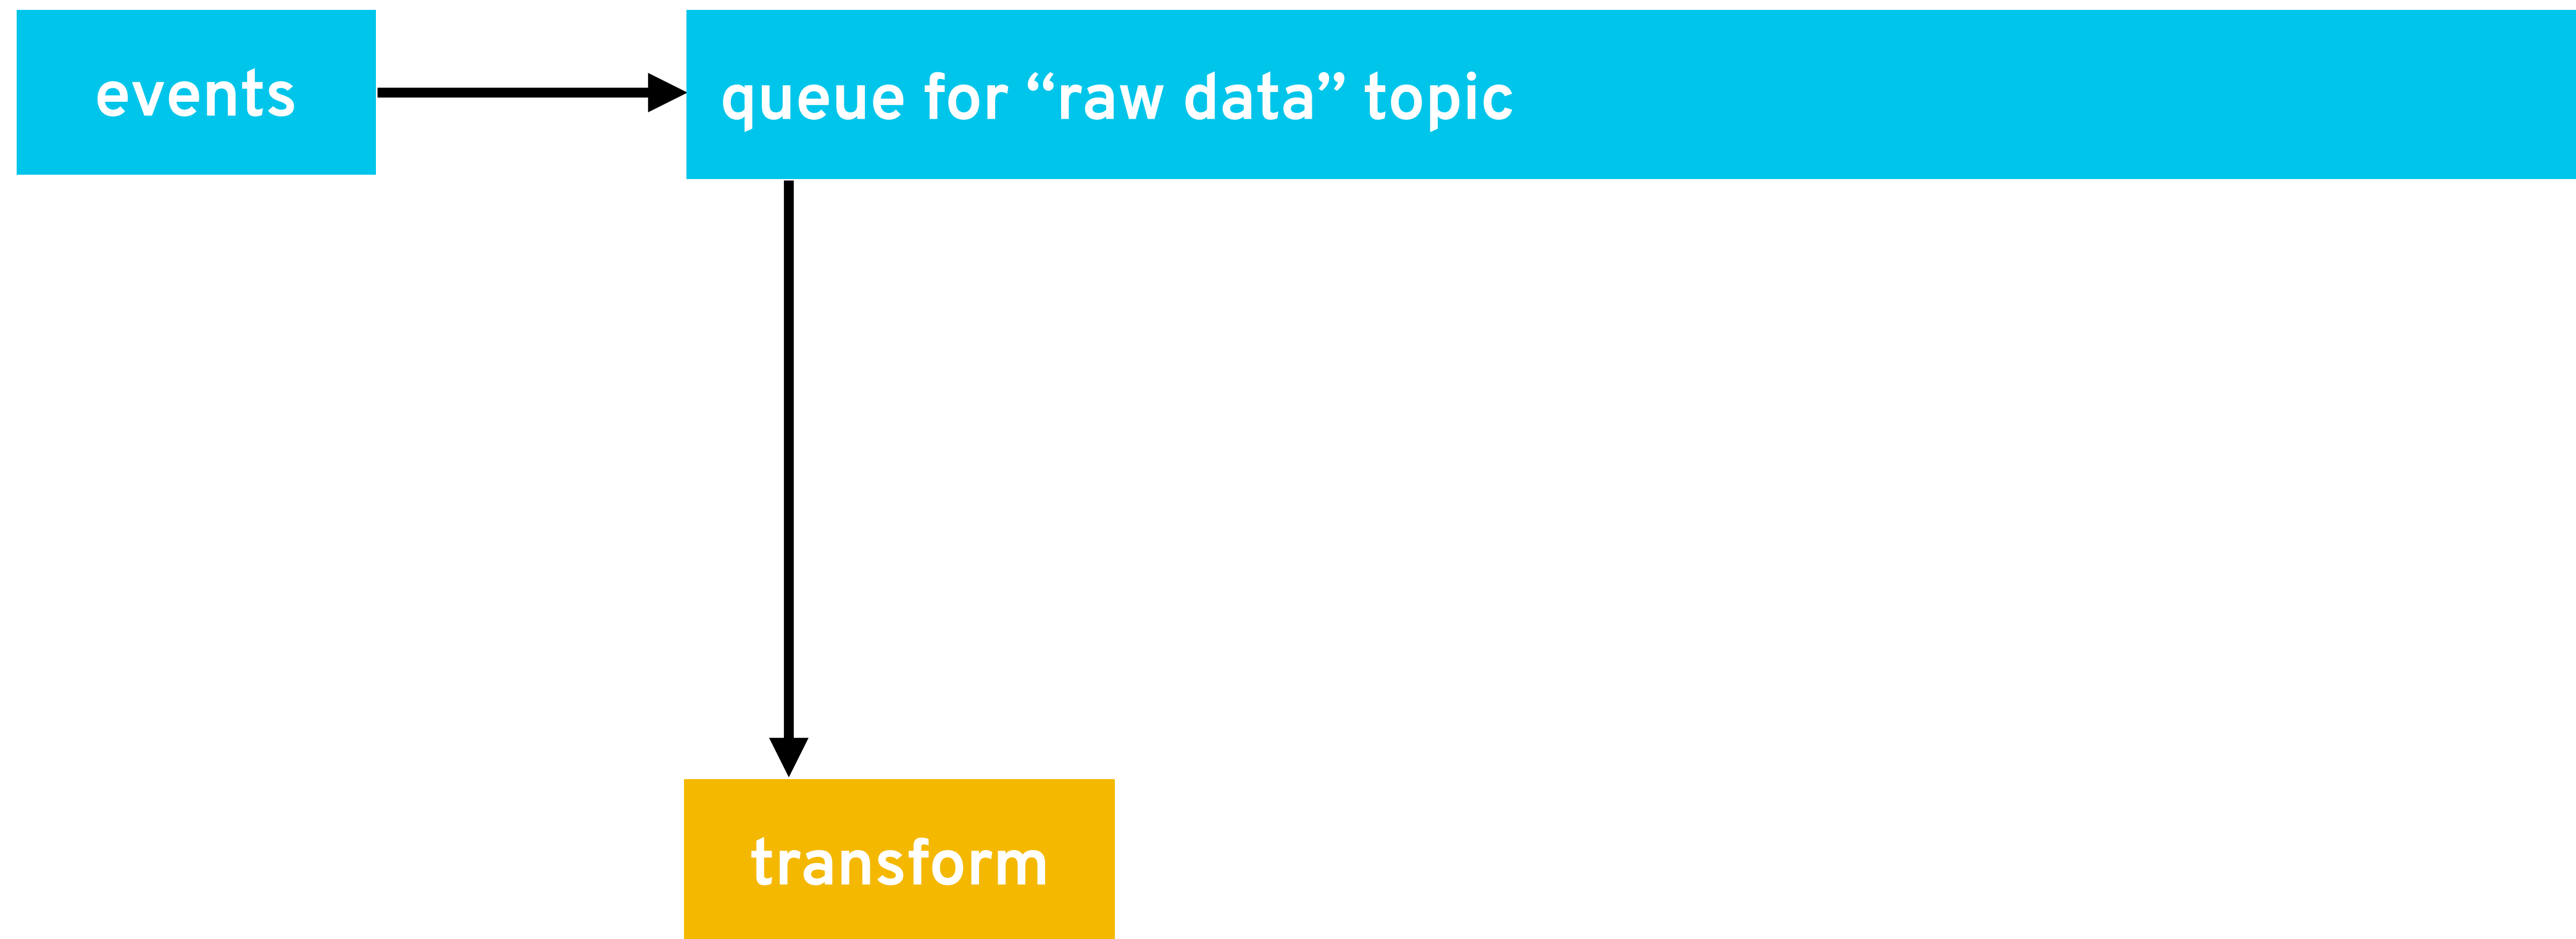 events
queue for “raw data” topic
transform